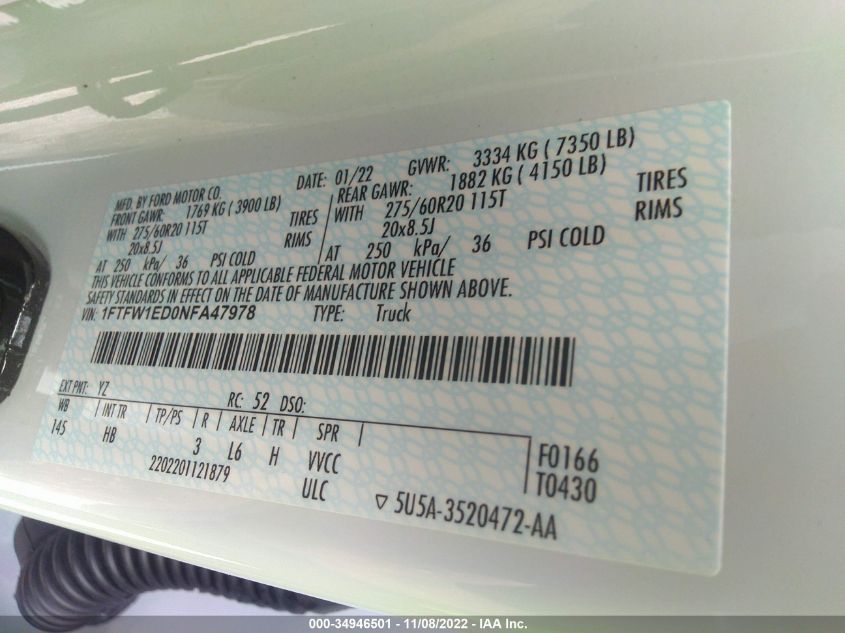 MFD. BY FORD MOTOR CO. DATE: 01/22 GVWR: 3334 KG ( 7350 LB)
FRONT GAWR: 1769 KG ( 3900 LB) REAR GAWR: 1882 KG ( 4150 LB)
WITH 275/60R20 115T TIRES WITH 275/60R20 115T TIRES
20x8.5J RIMS 20x8.5J RIMS
AT 250 kPa/ 36 PSI COLD AT 250 kPa/ 36 PSI COLD
THIS VEHICLE CONFORMS TO ALL APPLICABLE FEDERAL MOTOR VEHICLE
SAFETY STANDARDS IN EFFECT ON THE DATE OF MANUFACTURE SHOWN ABOVE.
VIN: 1FTFW1ED0NFA47978 TYPE: Truck
EXT PNT: YZ RC: 52 DSO:
WB INT TR TP/PS R AXLE TR SPR
145 HB 3 L6 H VVCC
2202201121879 ULC
F0166
T0430
5U5A-3520472-AA
000-34946501 - 11/08/2022 - IAA Inc.